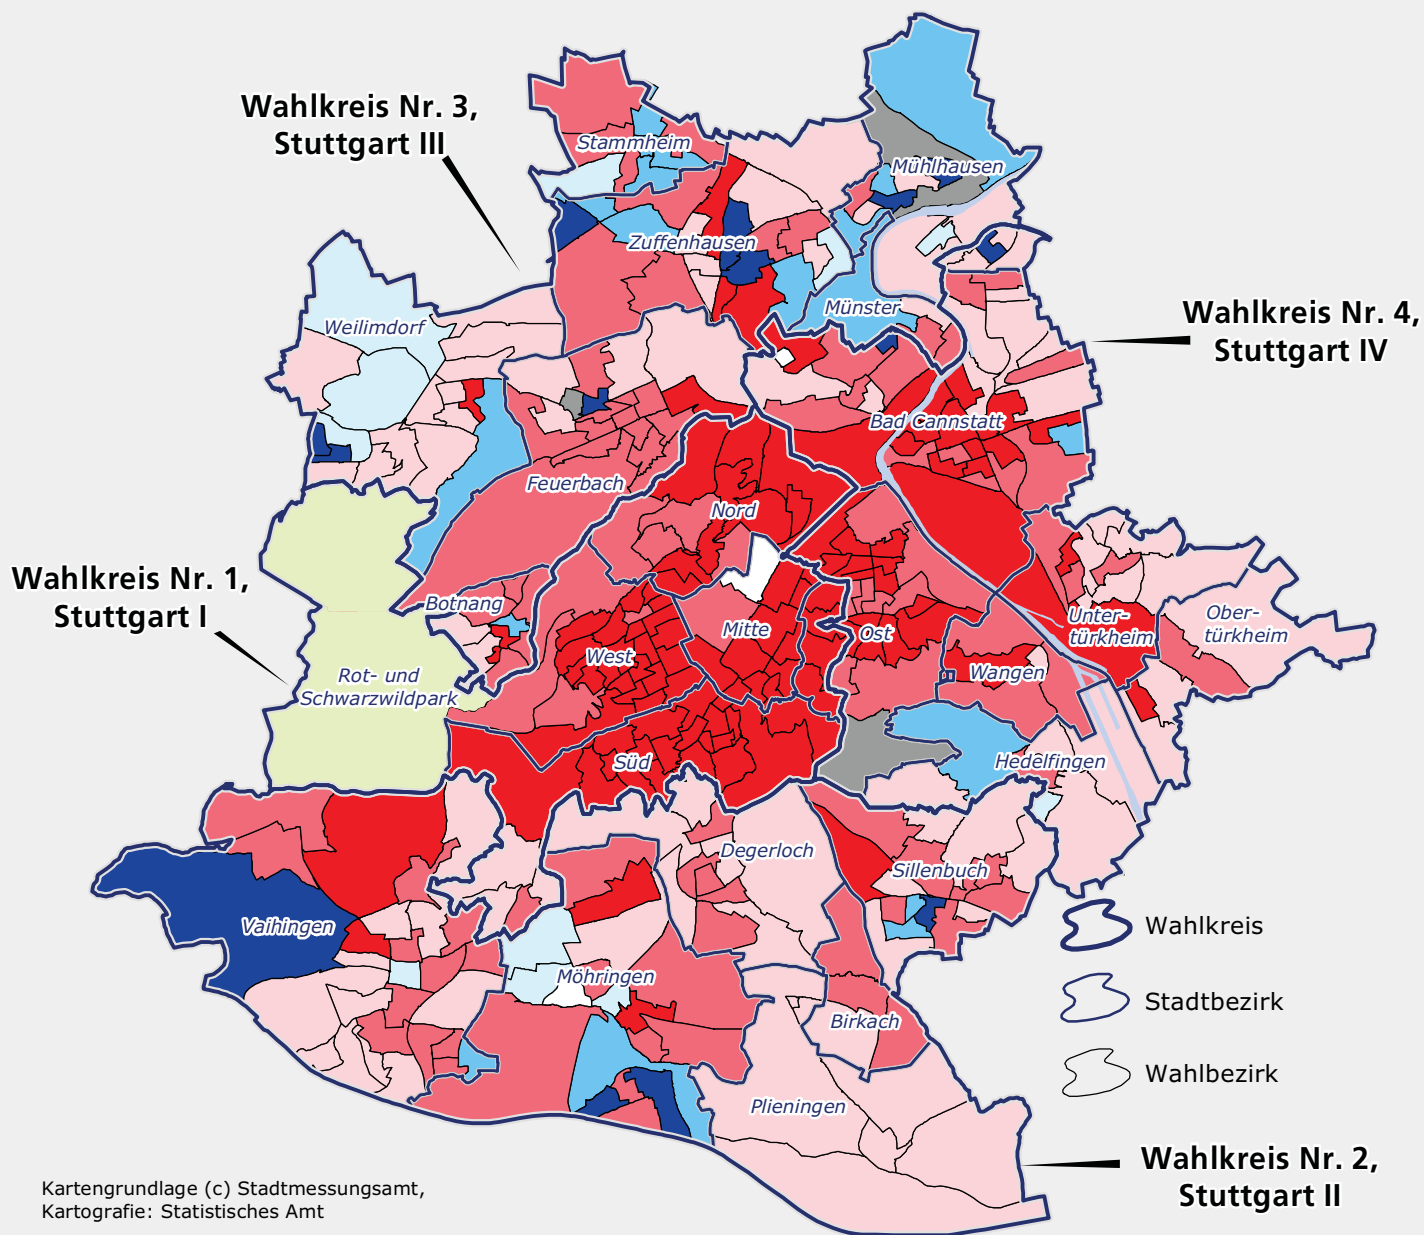 Wahlkreis Nr. 3,
Stuttgart III
Stammheim
Mühlhausen
Zuffenhausen
Münster
Weilimdorf
Wahlkreis Nr. 4,
Stuttgart IV
Bad Cannstatt
Feuerbach
Nord
Wahlkreis Nr. 1,
Stuttgart I
Botnang
Mitte
Ost
Unter-
türkheim
Ober-
türkheim
West
Wangen
Rot- und
Schwarzwildpark
Süd
Hedelfingen
Degerloch
Sillenbuch
Vaihingen
Möhringen
Birkach
Plieningen
Wahlkreis
Stadtbezirk
Wahlbezirk
Wahlkreis Nr. 2,
Stuttgart II
Kartengrundlage (c) Stadtmessungsamt,
Kartografie: Statistisches Amt